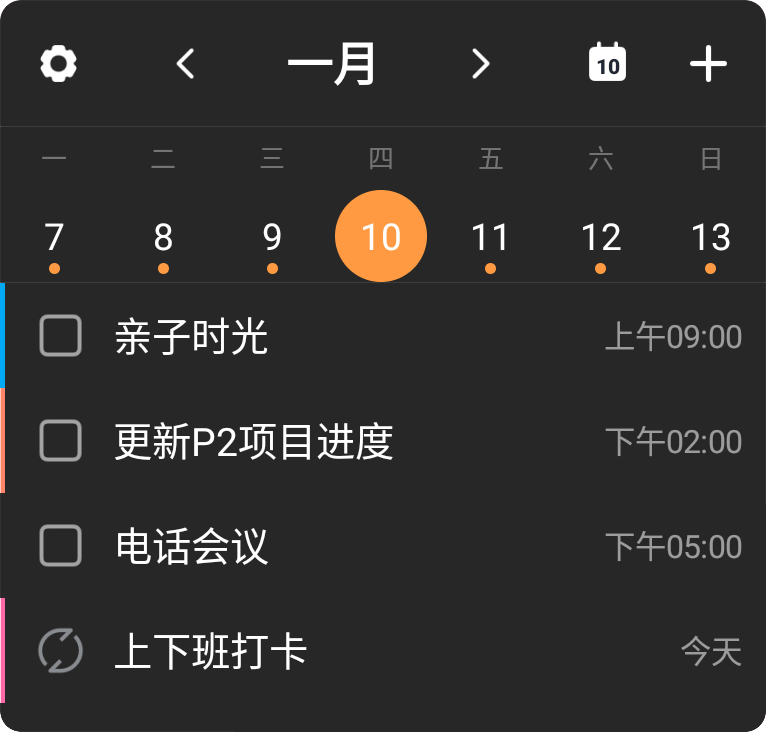 一月 10
一 二 三 四 五 六 日
7 8 9 10 11 12 13
亲子时光 上午09:00
更新P2项目进度 下午02:00
电话会议 下午05:00
上下班打卡 今天